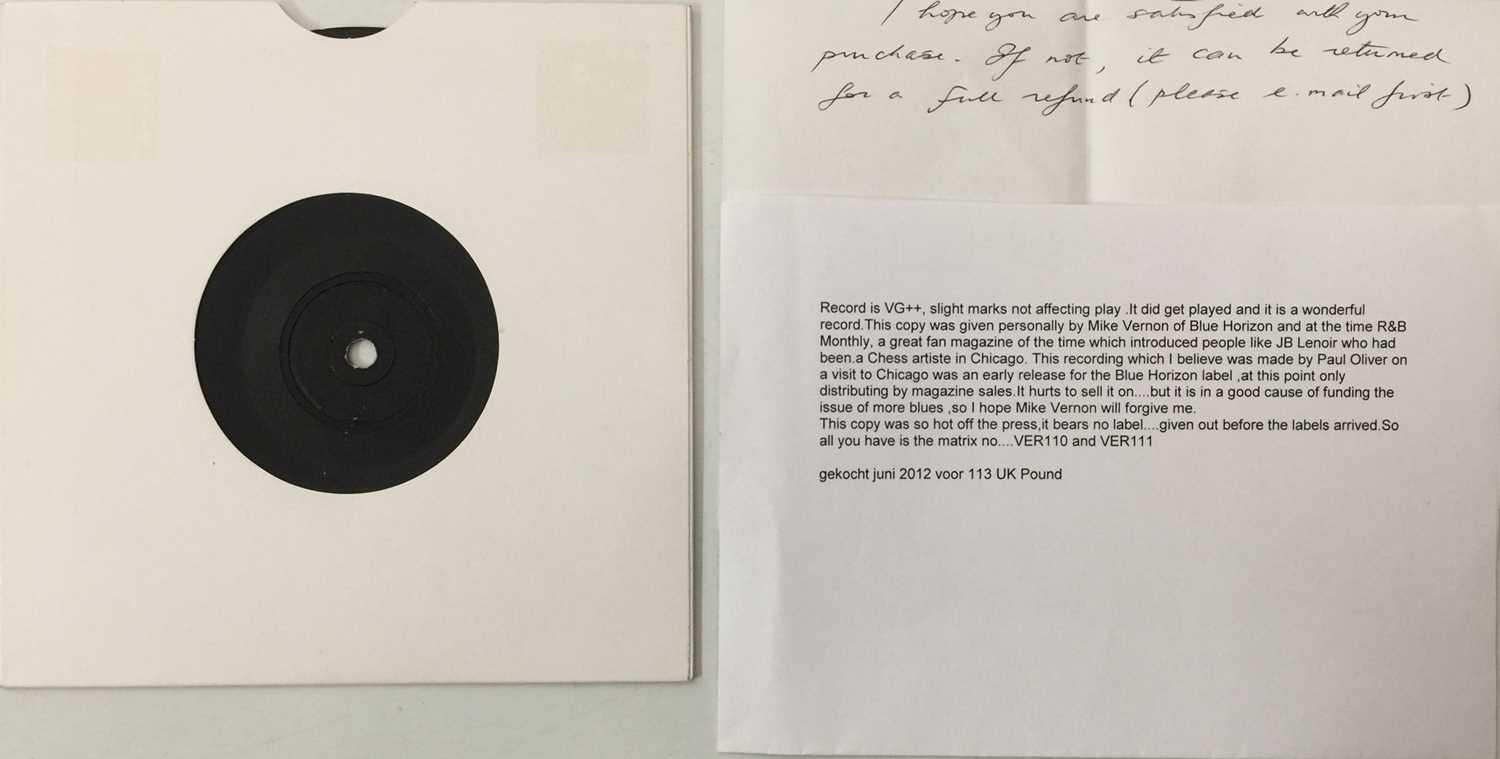 I hope you are satisfied with your
purchase. If not, it can be returned
for a full refund (please e.mail first)
Record is VG++, slight marks not affecting play .It did get played and it is a wonderful
record.This copy was given personally by Mike Vernon of Blue Horizon and at the time R&B
Monthly, a great fan magazine of the time which introduced people like JB Lenoir who had
been.a Chess artiste in Chicago. This recording which I believe was made by Paul Oliver on
a visit to Chicago was an early release for the Blue Horizon label ,at this point only
distributing by magazine sales.It hurts to sell it on....but it is in a good cause of funding the
issue of more blues ,so I hope Mike Vernon will forgive me.
This copy was so hot off the press,it bears no label....given out before the labels arrived.So
all you have is the matrix no....VER110 and VER111
gekocht juni 2012 voor 113 UK Pound